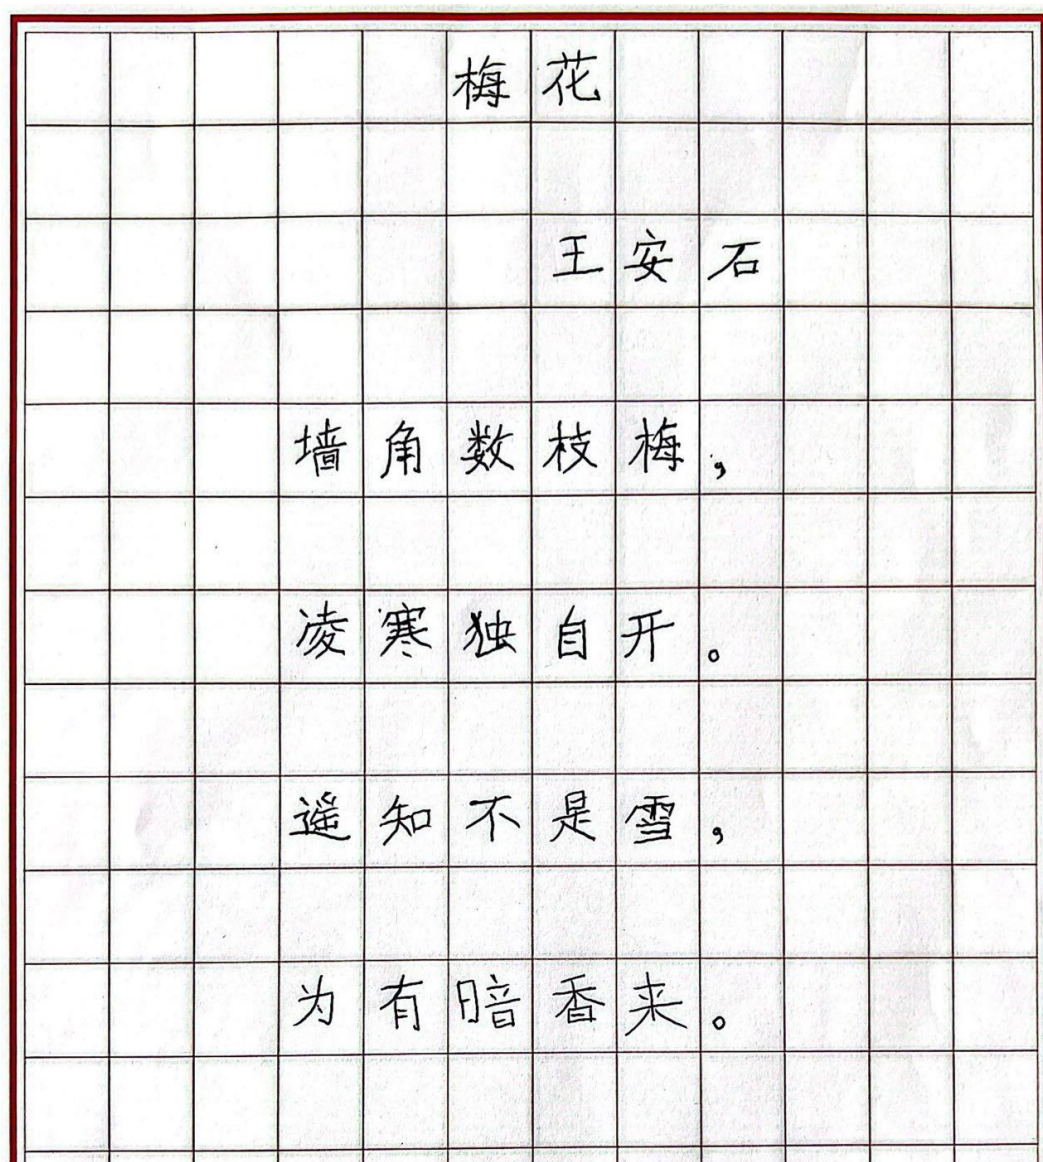 梅花
王安石
墙角数枝梅，
凌寒独自开。
遥知不是雪，
为有暗香来。